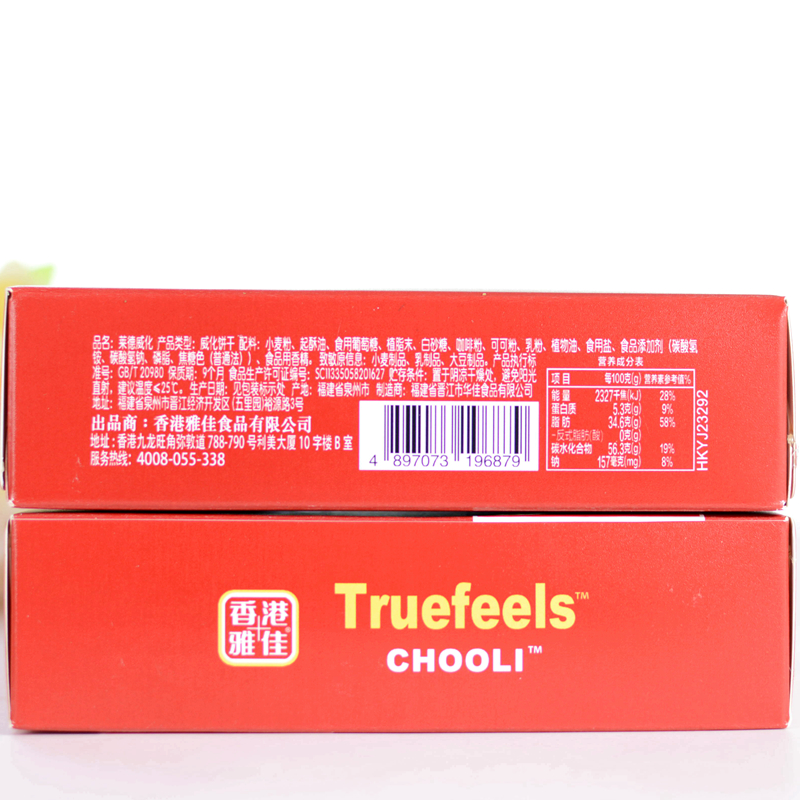 品名：莱德威化 产品类型：威化饼干 配料：小麦粉、起酥油、食用葡萄糖、植脂末、白砂糖、咖啡粉、可可粉、乳粉、植物油、食用盐、食品添加剂（碳酸氢
铵、碳酸氢钠、磷脂、焦糖色（普通法））、食品用香精。 致敏原信息：小麦制品、乳制品、大豆制品。产品执行标
准号：GB/T 20980 保质期：9个月 食品生产许可证编号：SC11335058201627 贮存条件：置于阴凉干燥处，避免阳光
直射，建议温度≤25℃。生产日期：见包装标示处 产地：福建省泉州市 制造商：福建省晋江市华佳食品有限公司
地址：福建省泉州市晋江经济开发区（五里园）裕源路3号
出品商：香港雅佳食品有限公司
地址：香港九龙旺角弥敦道 788-790 号利美大厦 10 字楼 B 室
服务热线：4008-055-338
4 897073 196879
营养成分表
项目 每100克(g) 营养素参考值%
能量 2327千焦(kJ) 28%
蛋白质 5.3克(g) 9%
脂肪 34.6克(g) 58%
-反式脂肪(酸) 0克(g)
碳水化合物 56.3克(g) 19%
钠 157毫克(mg) 8%
HKYJ23292
香港
雅佳®
Truefeels™
CHOOLI™